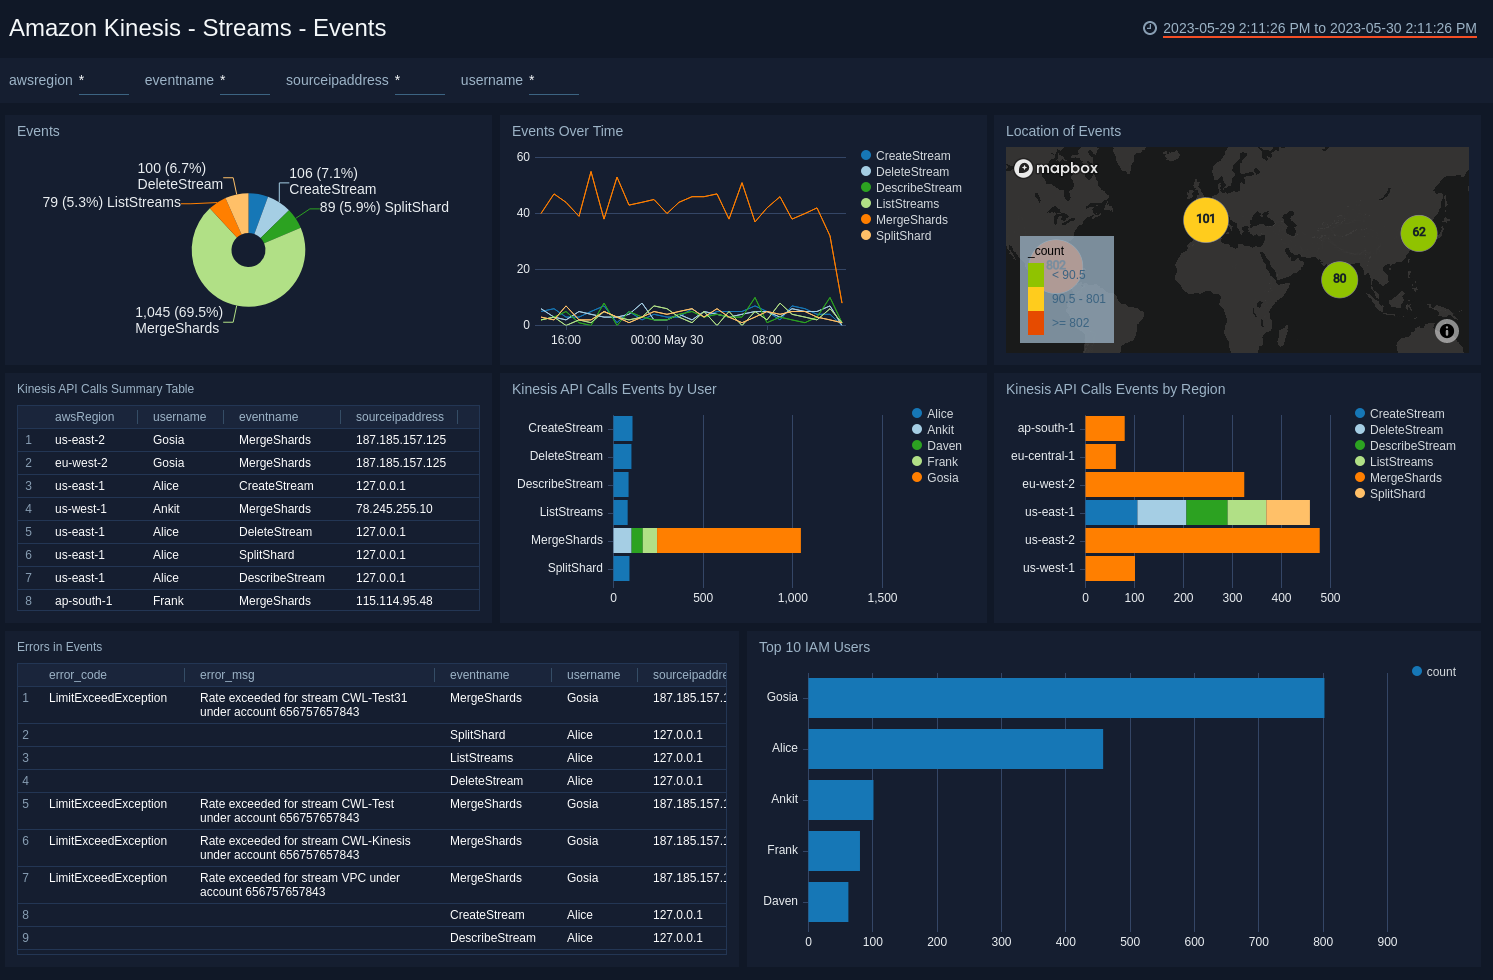 Amazon Kinesis - Streams - Events
2023-05-29 2:11:26 PM to 2023-05-30 2:11:26 PM
awsregion * eventname * sourceipaddress * username *
Events
100 (6.7%)
DeleteStream
106 (7.1%)
CreateStream
79 (5.3%) ListStreams
89 (5.9%) SplitShard
1,045 (69.5%)
MergeShards
Events Over Time
60
40
20
0
16:00 00:00 May 30 08:00
CreateStream
DeleteStream
DescribeStream
ListStreams
MergeShards
SplitShard
Location of Events
mapbox
101
62
80
802
_count
< 90.5
90.5 - 801
>= 802
Kinesis API Calls Summary Table
awsRegion username eventname sourceipaddress
1 us-east-2 Gosia MergeShards 187.185.157.125
2 eu-west-2 Gosia MergeShards 187.185.157.125
3 us-east-1 Alice CreateStream 127.0.0.1
4 us-west-1 Ankit MergeShards 78.245.255.10
5 us-east-1 Alice DeleteStream 127.0.0.1
6 us-east-1 Alice SplitShard 127.0.0.1
7 us-east-1 Alice DescribeStream 127.0.0.1
8 ap-south-1 Frank MergeShards 115.114.95.48
Kinesis API Calls Events by User
CreateStream
DeleteStream
DescribeStream
ListStreams
MergeShards
SplitShard
0 500 1,000 1,500
Alice
Ankit
Daven
Frank
Gosia
Kinesis API Calls Events by Region
ap-south-1
eu-central-1
eu-west-2
us-east-1
us-east-2
us-west-1
0 100 200 300 400 500
CreateStream
DeleteStream
DescribeStream
ListStreams
MergeShards
SplitShard
Errors in Events
error_code error_msg eventname username sourceipaddre
1 LimitExceedException Rate exceeded for stream CWL-Test31 MergeShards Gosia 187.185.157.1
under account 656757657843
2 SplitShard Alice 127.0.0.1
3 ListStreams Alice 127.0.0.1
4 DeleteStream Alice 127.0.0.1
5 LimitExceedException Rate exceeded for stream CWL-Test MergeShards Gosia 187.185.157.1
under account 656757657843
6 LimitExceedException Rate exceeded for stream CWL-Kinesis MergeShards Gosia 187.185.157.1
under account 656757657843
7 LimitExceedException Rate exceeded for stream VPC under MergeShards Gosia 187.185.157.1
account 656757657843
8 CreateStream Alice 127.0.0.1
9 DescribeStream Alice 127.0.0.1
Top 10 IAM Users
count
Gosia
Alice
Ankit
Frank
Daven
0 100 200 300 400 500 600 700 800 900